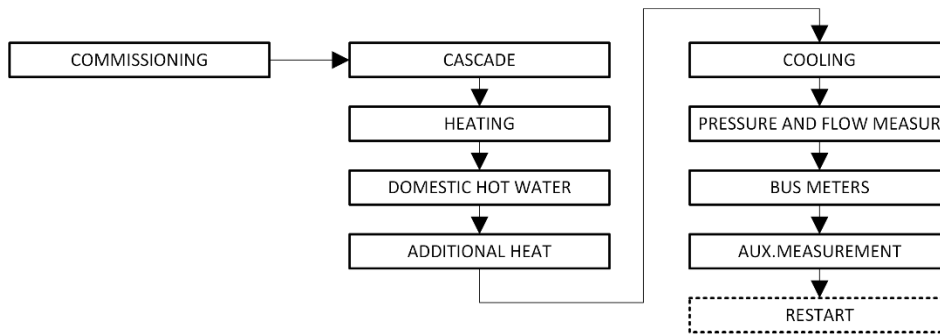 COMMISSIONING
CASCADE
HEATING
DOMESTIC HOT WATER
ADDITIONAL HEAT
COOLING
PRESSURE AND FLOW MEASUR
BUS METERS
AUX.MEASUREMENT
RESTART